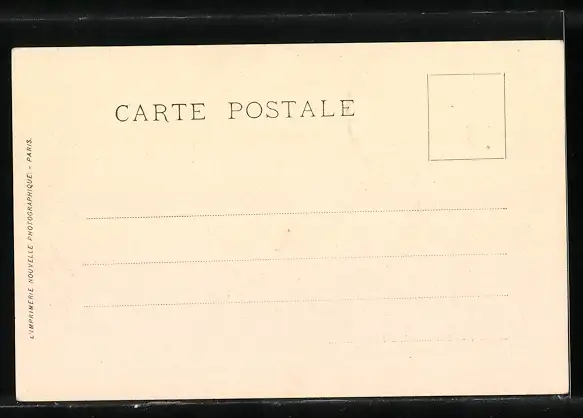 CARTE POSTALE
L'IMPRIMERIE NOUVELLE PHOTOGRAPHIQUE - PARIS.